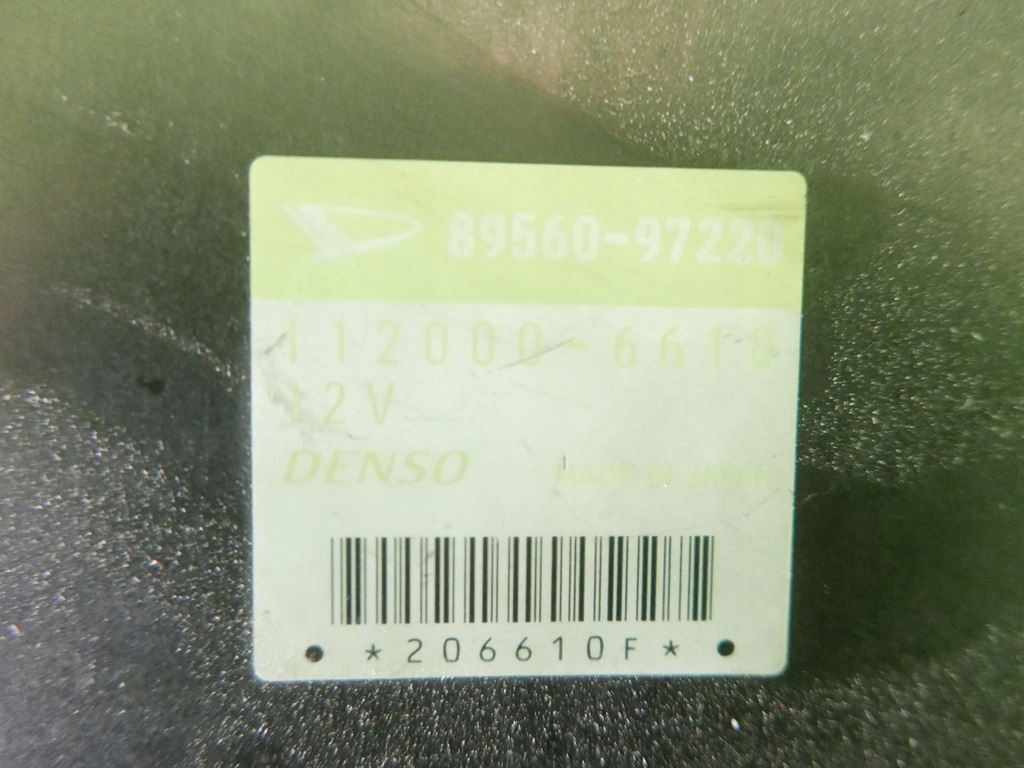 89560-97220
112000-6610
12V
DENSO MADE IN JAPAN
*206610F*